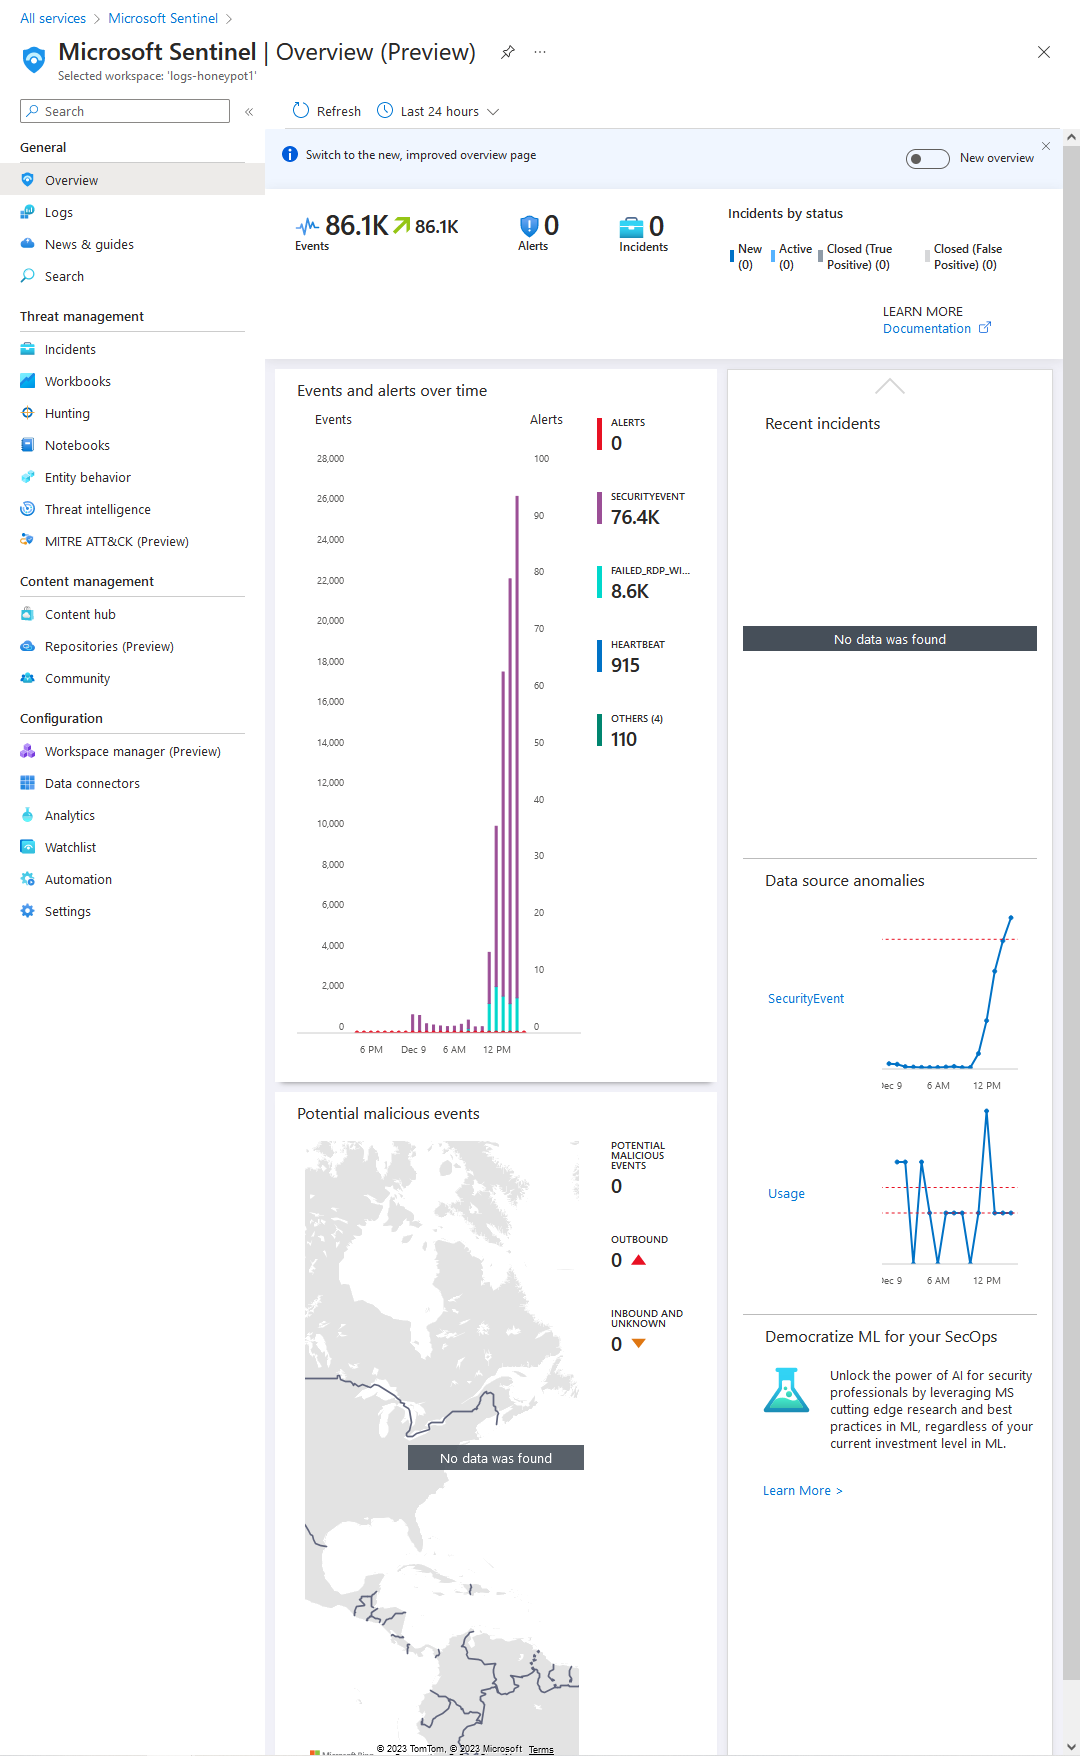 All services > Microsoft Sentinel >
Microsoft Sentinel | Overview (Preview) ...
Selected workspace: 'logs-honeypot1'
Search «
General
Overview
Logs
News & guides
Search
Threat management
Incidents
Workbooks
Hunting
Notebooks
Entity behavior
Threat intelligence
MITRE ATT&CK (Preview)
Content management
Content hub
Repositories (Preview)
Community
Configuration
Workspace manager (Preview)
Data connectors
Analytics
Watchlist
Automation
Settings
Refresh Last 24 hours
Switch to the new, improved overview page
New overview
86.1K 86.1K
Events
0
Alerts
0
Incidents
Incidents by status
New (0)
Active (0)
Closed (True Positive) (0)
Closed (False Positive) (0)
LEARN MORE
Documentation
Events and alerts over time
Events Alerts
28,000
26,000
24,000
22,000
20,000
18,000
16,000
14,000
12,000
10,000
8,000
6,000
4,000
2,000
0
100
90
80
70
60
50
40
30
20
10
0
6 PM Dec 9 6 AM 12 PM
ALERTS
0
SECURITYEVENT
76.4K
FAILED_RDP_WI...
8.6K
HEARTBEAT
915
OTHERS (4)
110
Recent incidents
No data was found
Data source anomalies
SecurityEvent
Dec 9 6 AM 12 PM
Usage
Dec 9 6 AM 12 PM
Democratize ML for your SecOps
Unlock the power of AI for security
professionals by leveraging MS
cutting edge research and best
practices in ML, regardless of your
current investment level in ML.
Learn More >
Potential malicious events
POTENTIAL
MALICIOUS
EVENTS
0
OUTBOUND
0
INBOUND AND
UNKNOWN
0
No data was found
© 2023 TomTom, © 2023 Microsoft Terms